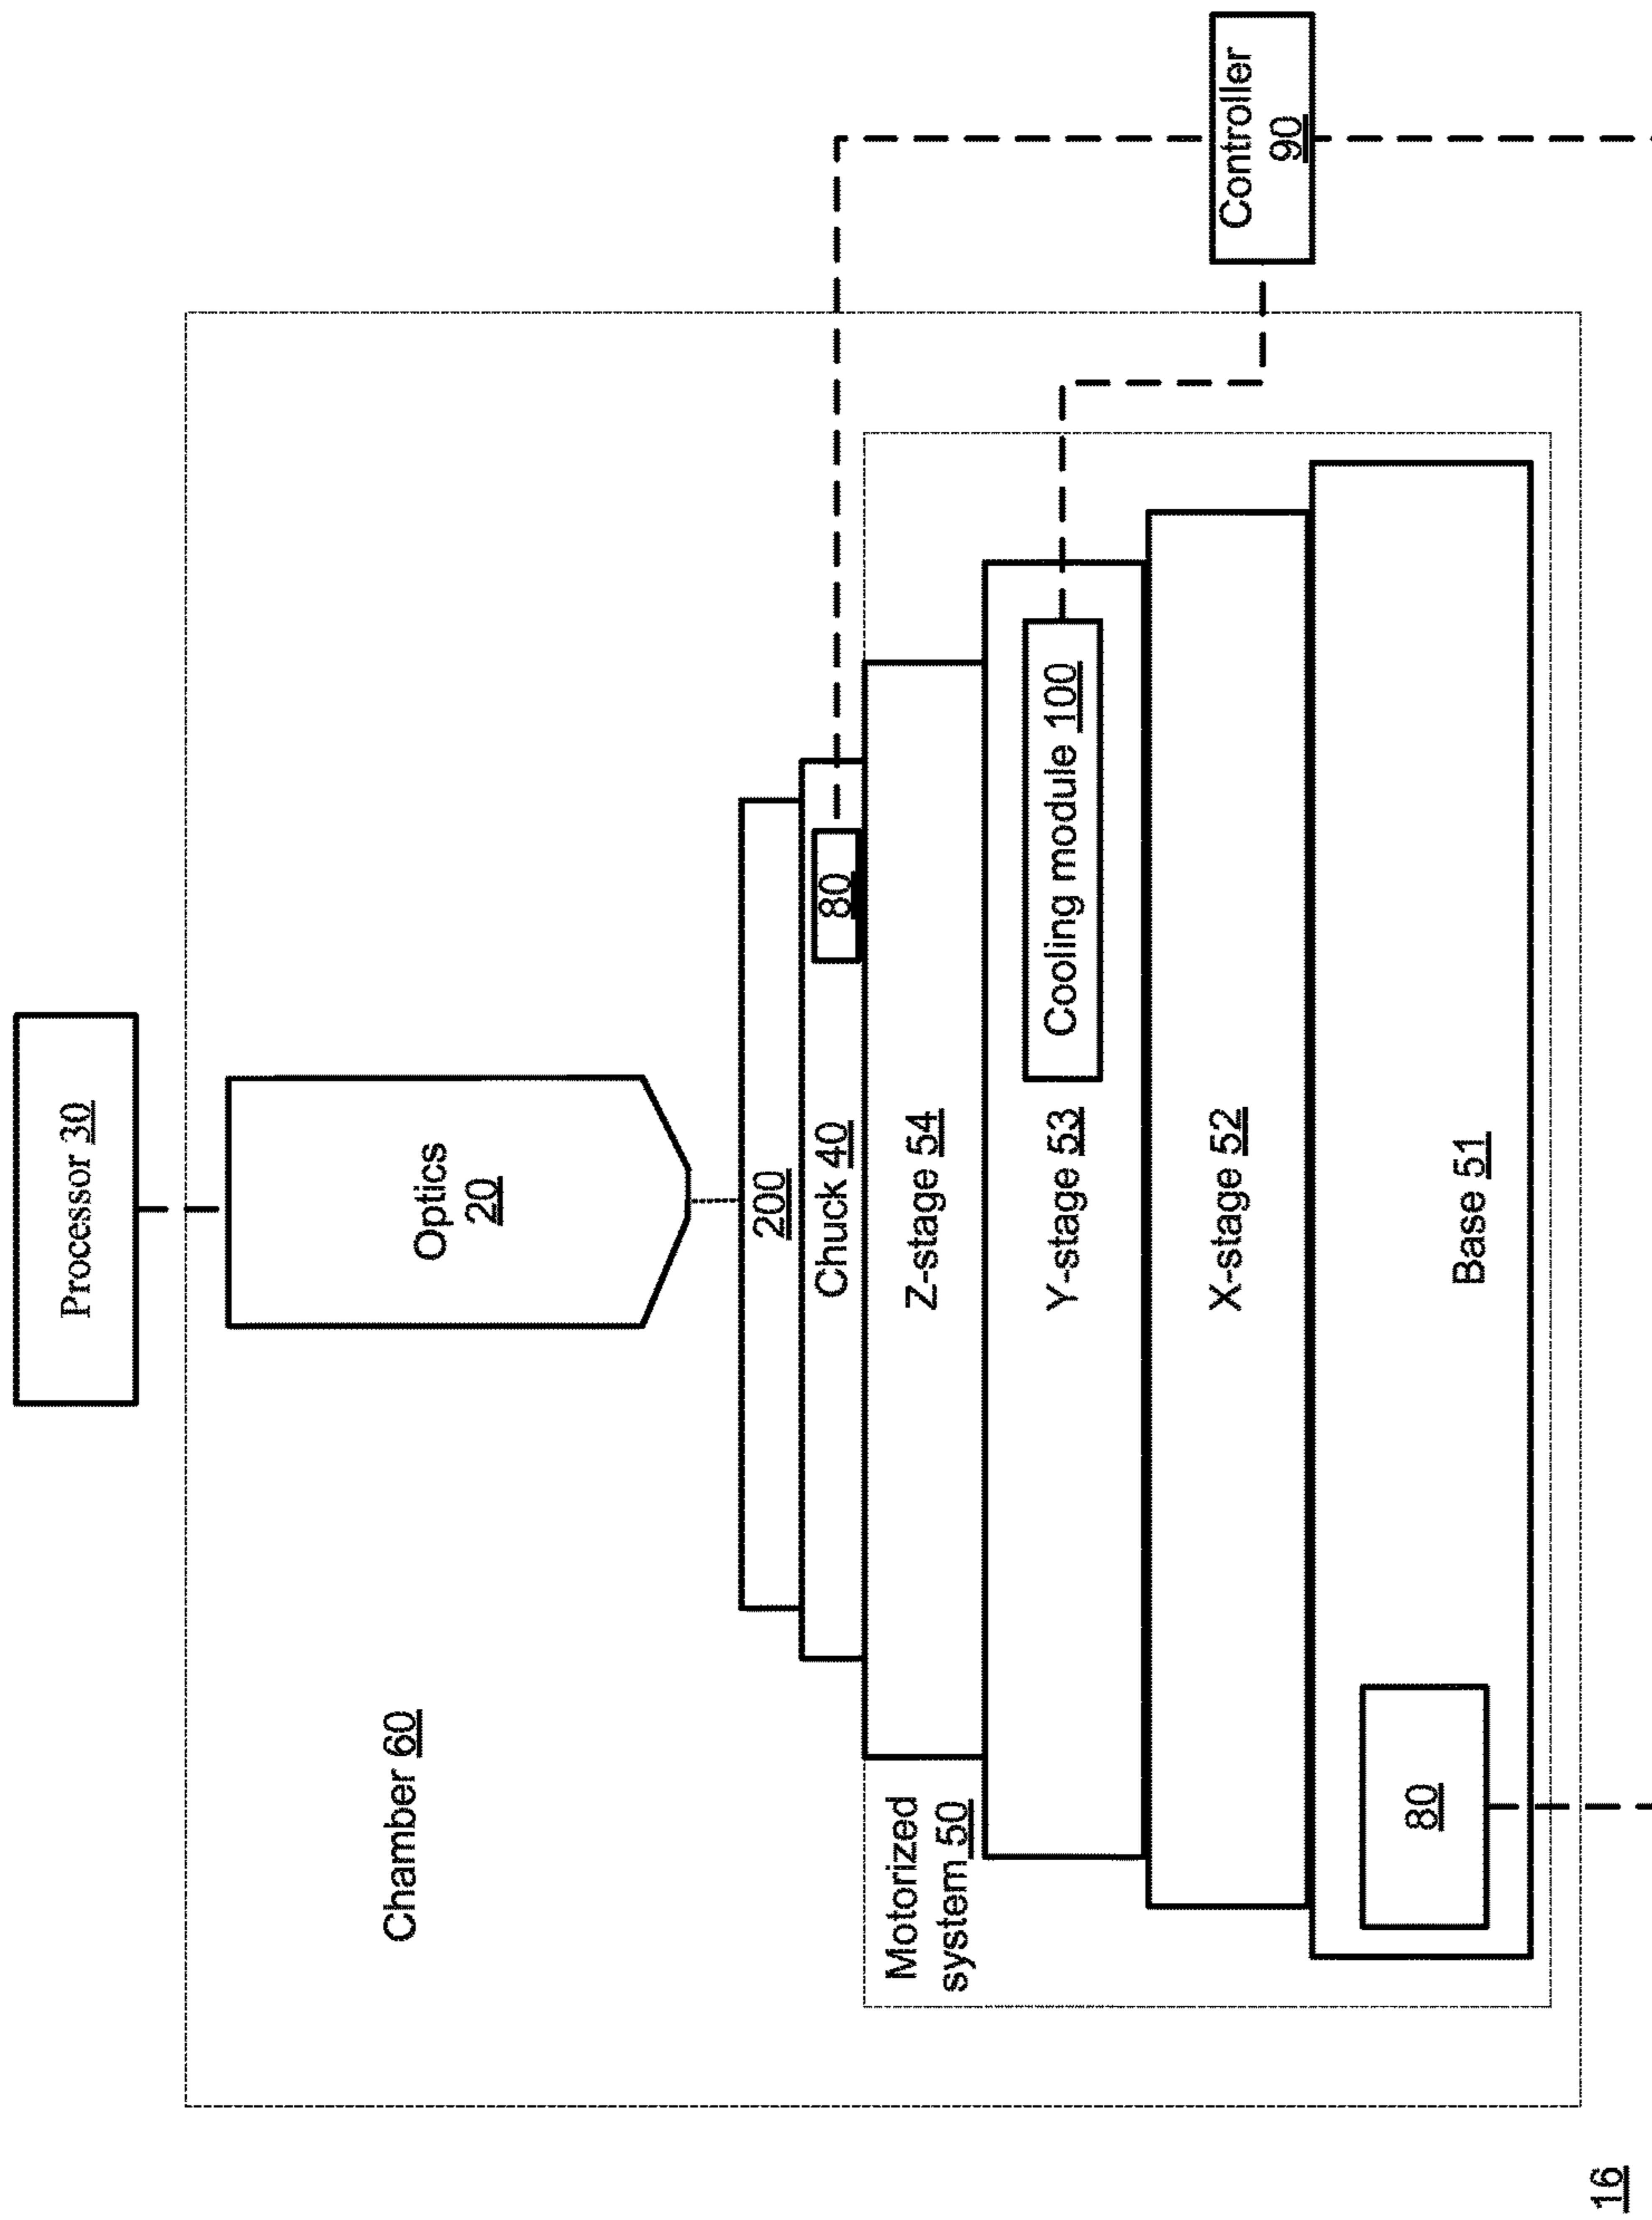 Processor 30
Optics
20
Chamber 60
200
Chuck 40
80
Motorized
system 50
Z-stage 54
Y-stage 53
Cooling module 100
X-stage 52
Controller
90
Base 51
80
16